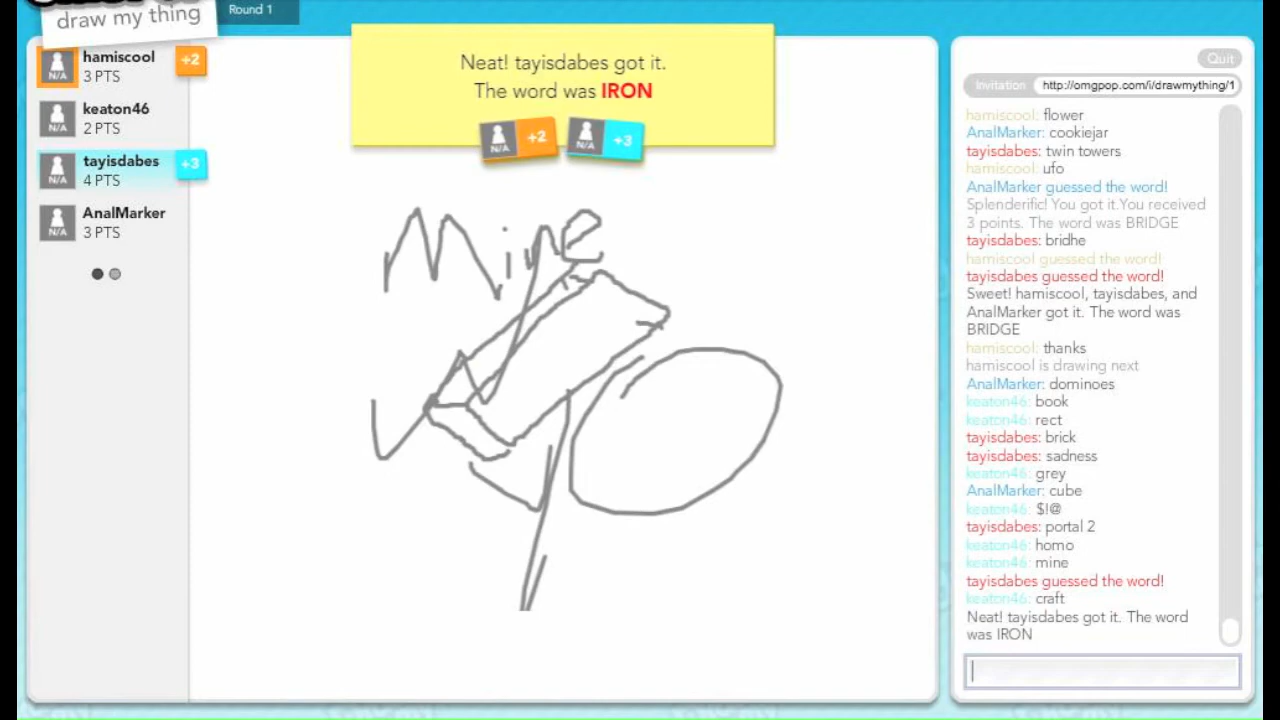 draw my thing
Round 1
hamiscool
3 PTS
+2
keaton46
2 PTS
tayisdabes
4 PTS
+3
AnalMarker
3 PTS
N/A
N/A
N/A
N/A
Neat! tayisdabes got it.
The word was IRON
N/A +2 N/A +3
Mine
Quit
Invitation http://omgpop.com/i/drawmything/1
hamiscool: flower
AnalMarker: cookiejar
tayisdabes: twin towers
hamiscool: ufo
AnalMarker guessed the word!
Splenderific! You got it.You received
3 points. The word was BRIDGE
tayisdabes: bridhe
hamiscool guessed the word!
tayisdabes guessed the word!
Sweet! hamiscool, tayisdabes, and
AnalMarker got it. The word was
BRIDGE
hamiscool: thanks
hamiscool is drawing next
AnalMarker: dominoes
keaton46: book
keaton46: rect
tayisdabes: brick
tayisdabes: sadness
keaton46: grey
AnalMarker: cube
keaton46: $!@
tayisdabes: portal 2
keaton46: homo
keaton46: mine
tayisdabes guessed the word!
keaton46: craft
Neat! tayisdabes got it. The word
was IRON